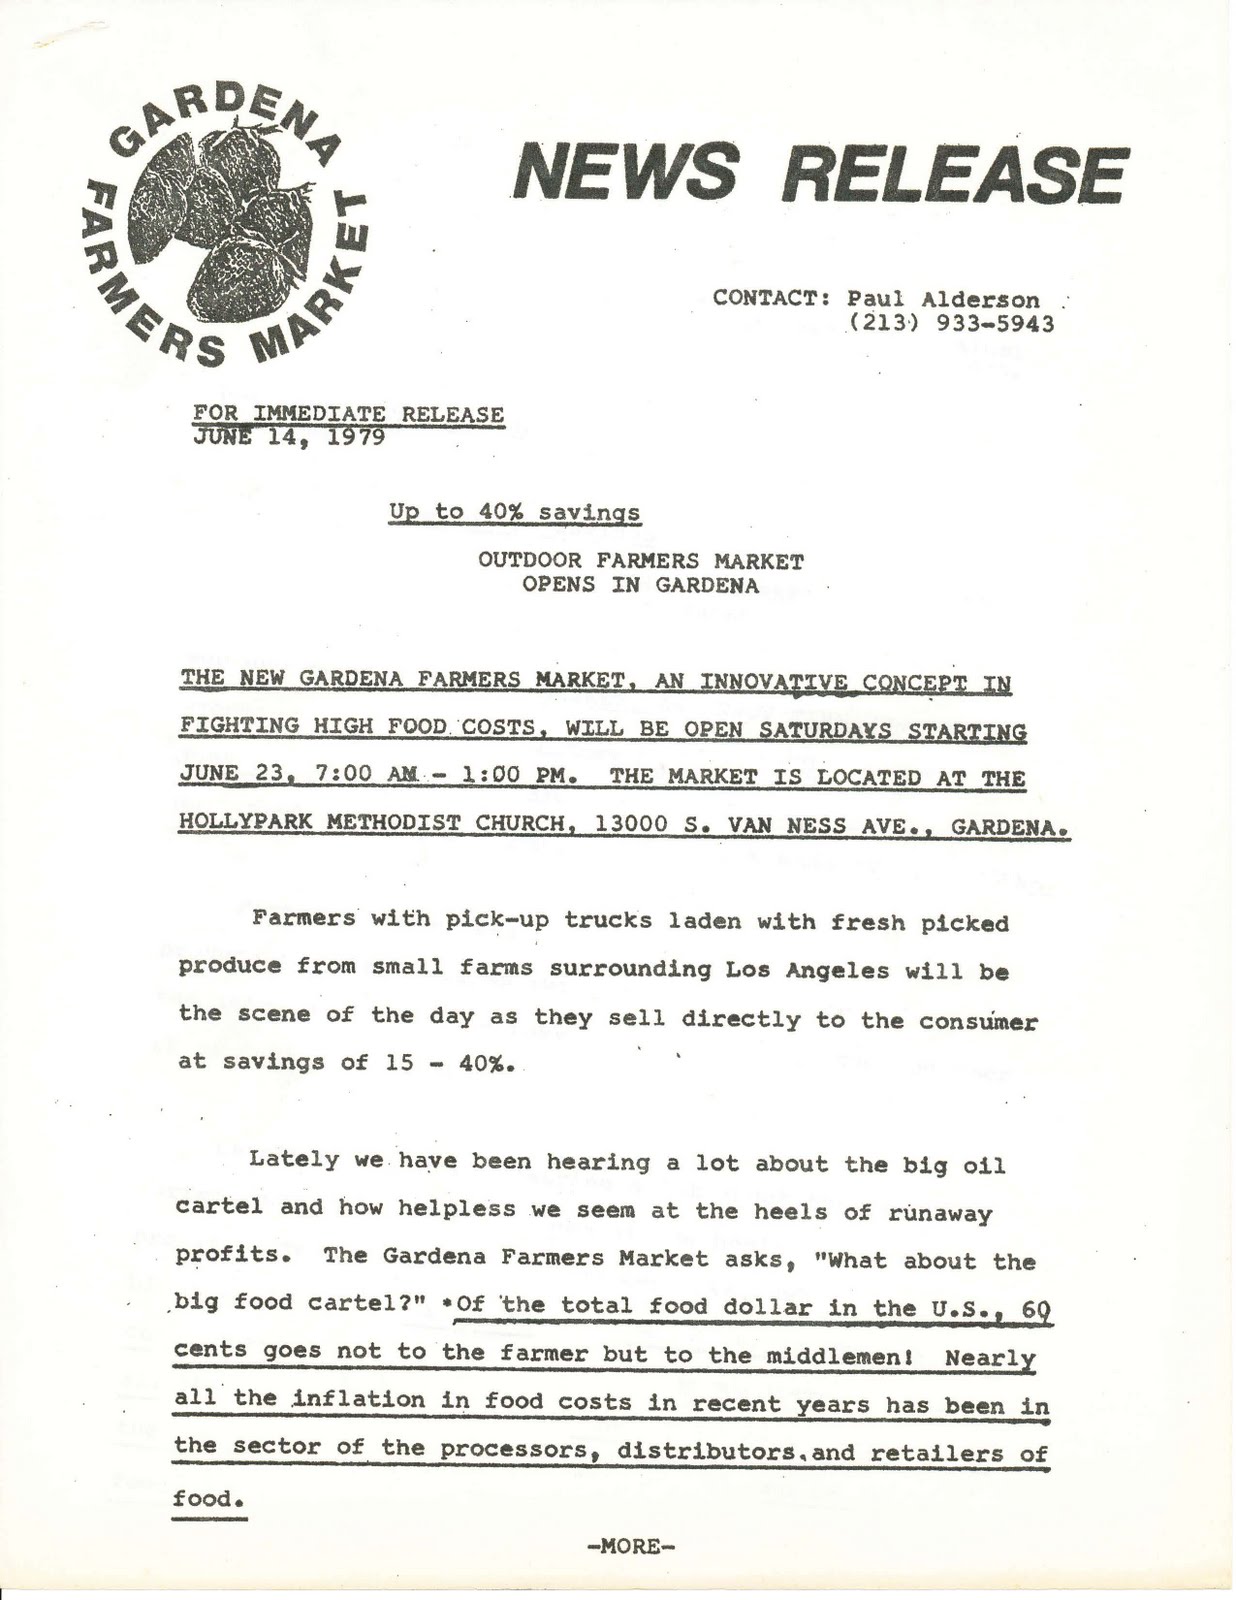 GARDENA
FARMERS MARKET
NEWS RELEASE
CONTACT: Paul Alderson
(213) 933-5943
FOR IMMEDIATE RELEASE
JUNE 14, 1979
Up to 40% savings
OUTDOOR FARMERS MARKET
OPENS IN GARDENA
THE NEW GARDENA FARMERS MARKET, AN INNOVATIVE CONCEPT IN
FIGHTING HIGH FOOD COSTS, WILL BE OPEN SATURDAYS STARTING
JUNE 23, 7:00 AM - 1:00 PM. THE MARKET IS LOCATED AT THE
HOLLYPARK METHODIST CHURCH, 13000 S. VAN NESS AVE., GARDENA.
Farmers with pick-up trucks laden with fresh picked
produce from small farms surrounding Los Angeles will be
the scene of the day as they sell directly to the consumer
at savings of 15 - 40%.
Lately we have been hearing a lot about the big oil
cartel and how helpless we seem at the heels of runaway
profits. The Gardena Farmers Market asks, "What about the
big food cartel?" *Of the total food dollar in the U.S., 60
cents goes not to the farmer but to the middlemen! Nearly
all the inflation in food costs in recent years has been in
the sector of the processors, distributors, and retailers of
food.
-MORE-